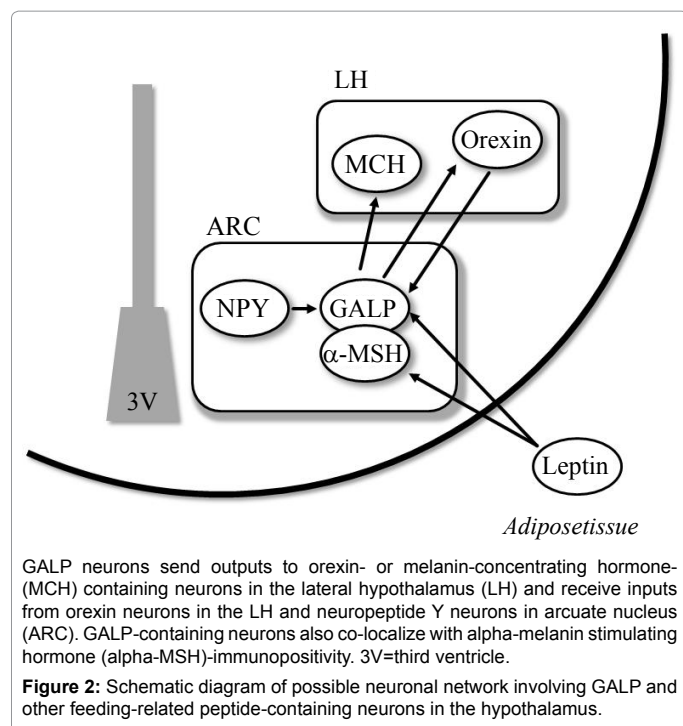 LH
Orexin
MCH
ARC
NPY
GALP
α-MSH
3V
Leptin
Adiposetissue
GALP neurons send outputs to orexin- or melanin-concentrating hormone-
(MCH) containing neurons in the lateral hypothalamus (LH) and receive inputs
from orexin neurons in the LH and neuropeptide Y neurons in arcuate nucleus
(ARC). GALP-containing neurons also co-localize with alpha-melanin stimulating
hormone (alpha-MSH)-immunopositivity. 3V=third ventricle.
Figure 2: Schematic diagram of possible neuronal network involving GALP and
other feeding-related peptide-containing neurons in the hypothalamus.